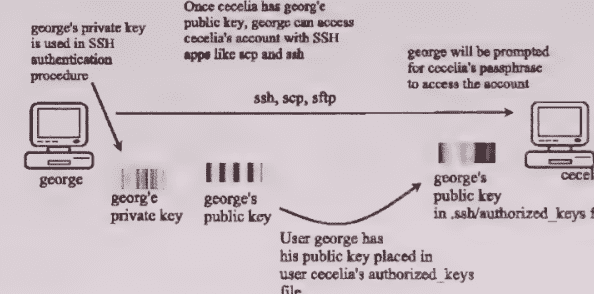 Once cecelia has georg'e
public key, george can access
cecelia's account with SSH
apps like scp and ssh
george's private key
is used in SSH
authentication
procedure
george will be prompted
for cecelia's passphrase
to access the account
ssh, scp, sftp
george
cecel
georg'e
private key
george's
public key
george's
public key
in .ssh/authorized_keys f
User george has
his public key placed in
user cecelia's authorized_keys
file.